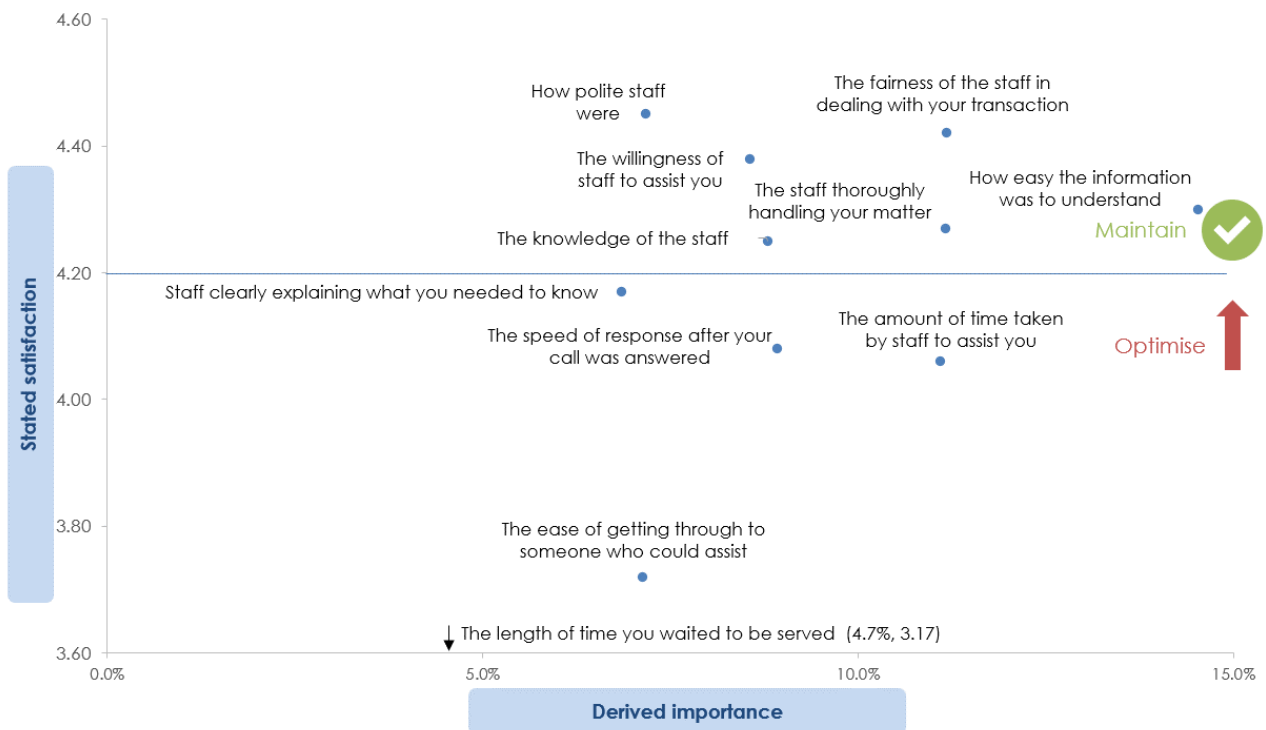 4.60
How polite staff
were
The fairness of the staff in
dealing with your transaction
4.40
The willingness of
staff to assist you
The staff thoroughly
handling your matter
How easy the information
was to understand
Maintain
The knowledge of the staff
4.20
Staff clearly explaining what you needed to know
The speed of response after your
call was answered
The amount of time taken
by staff to assist you
Optimise
Stated satisfaction
4.00
3.80
The ease of getting through to
someone who could assist
The length of time you waited to be served (4.7%, 3.17)
3.60
0.0%
5.0%
10.0%
15.0%
Derived importance